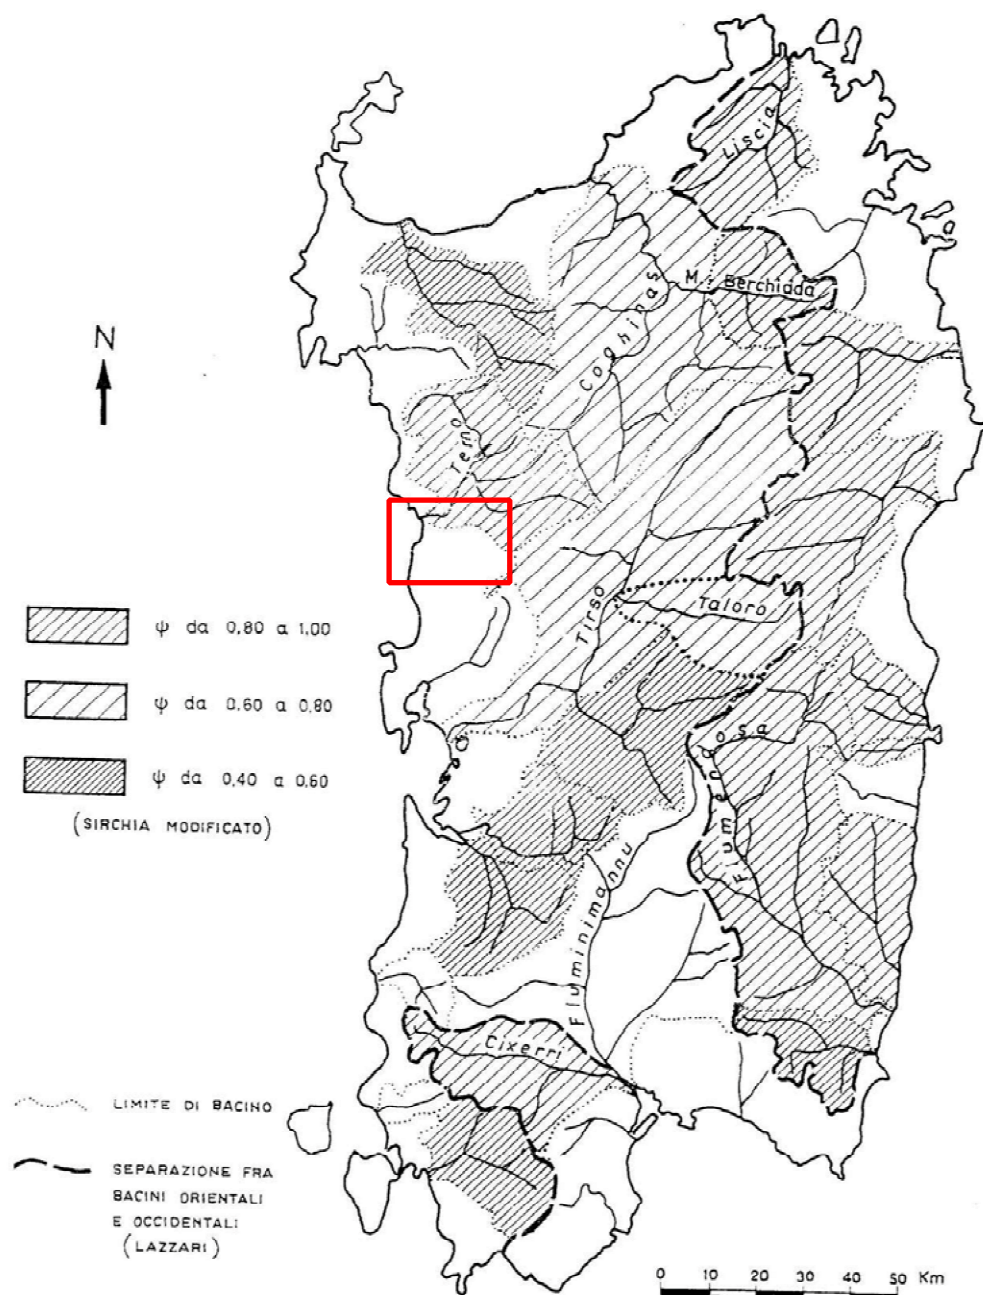 Liscia
M. Berchidda
Coghinas
N
Temo
Tirso
Taloro
ψ da 0,80 a 1,00
ψ da 0,60 a 0,80
ψ da 0,40 a 0,60
(SIRCHIA MODIFICATO)
Flumendosa
Fluminimannu
Cixerri
LIMITE DI BACINO
SEPARAZIONE FRA
BACINI ORIENTALI
E OCCIDENTALI
(LAZZARI)
0 10 20 30 40 50 Km